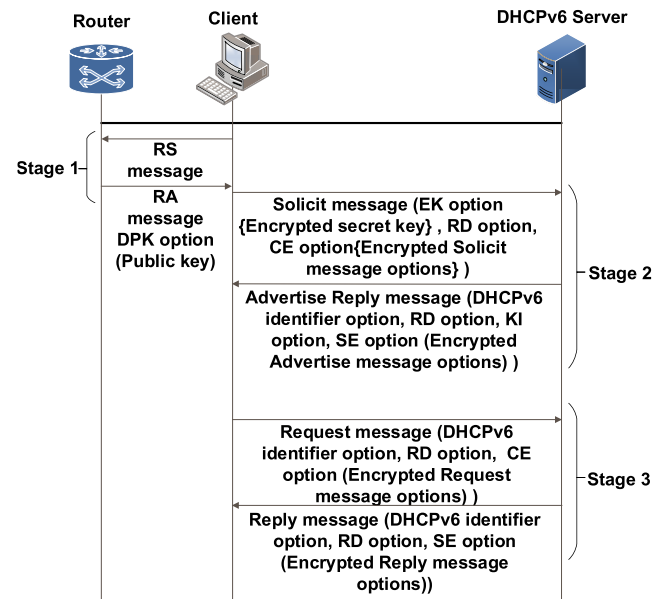 Router
Client
DHCPv6 Server
Stage 1
RS
message
RA
message
DPK option
(Public key)
Solicit message (EK option
{Encrypted secret key} , RD option,
CE option{Encrypted Solicit
message options} )
Stage 2
Advertise Reply message (DHCPv6
identifier option, RD option, KI
option, SE option (Encrypted
Advertise message options) )
Request message (DHCPv6
identifier option, RD option, CE
option (Encrypted Request
message options) )
Stage 3
Reply message (DHCPv6 identifier
option, RD option, SE option
(Encrypted Reply message
options))